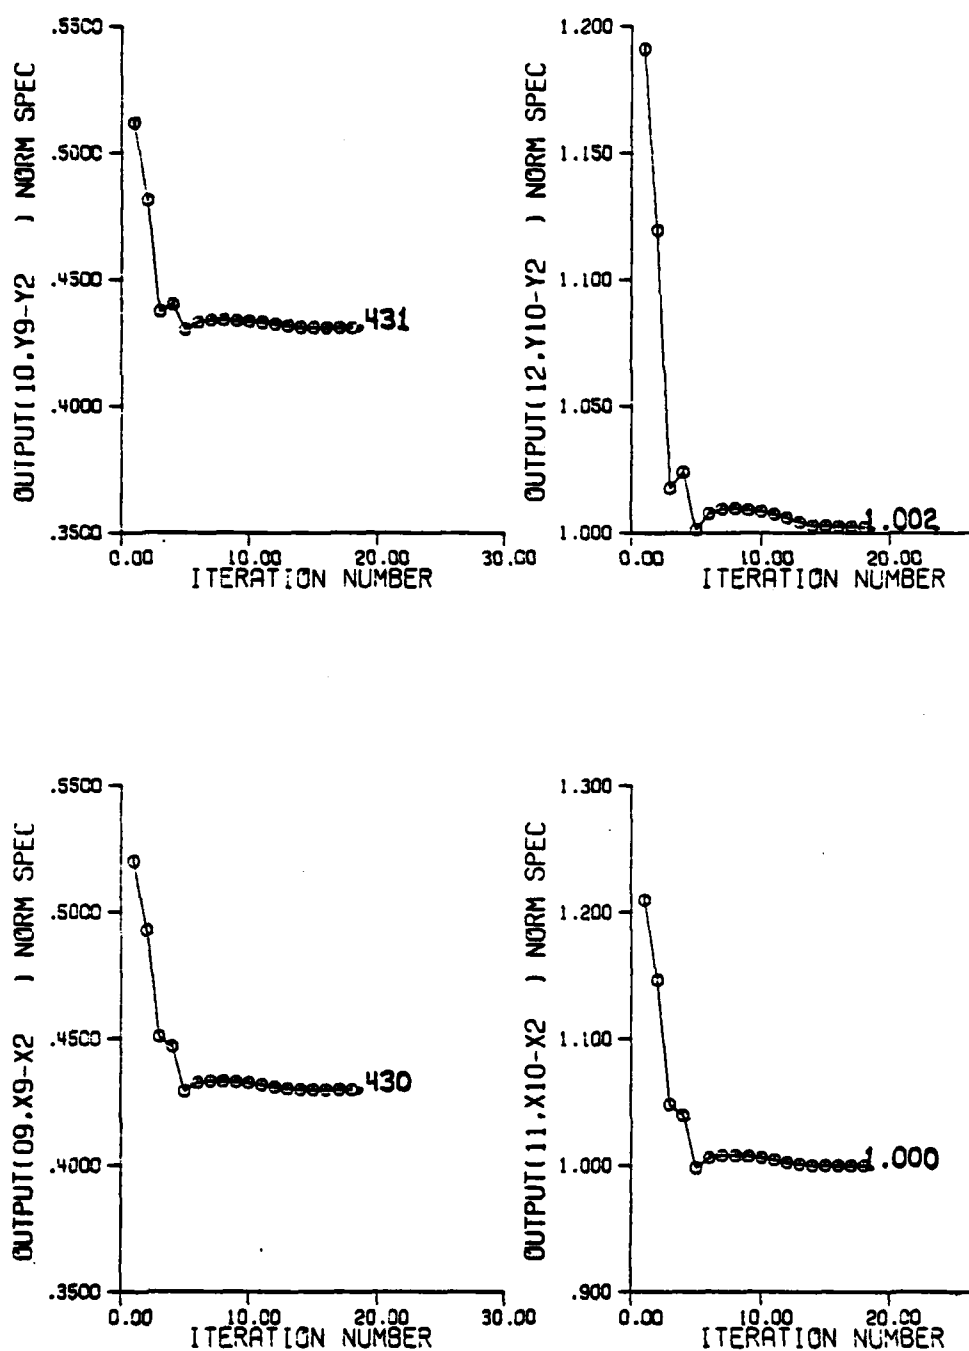 OUTPUT(10.Y9-Y2 ) NORM SPEC
.5500
.5000
.4500
.4000
.3500
.431
0.00 10.00 20.00 30.00
ITERATION NUMBER
OUTPUT(12.Y10-Y2 ) NORM SPEC
1.200
1.150
1.100
1.050
1.000
1.002
0.00 10.00 20.00
ITERATION NUMBER
OUTPUT(09.X9-X2 ) NORM SPEC
.5500
.5000
.4500
.4000
.3500
.430
0.00 10.00 20.00 30.00
ITERATION NUMBER
OUTPUT(11.X10-X2 ) NORM SPEC
1.300
1.200
1.100
1.000
.900
1.000
0.00 10.00 20.00
ITERATION NUMBER